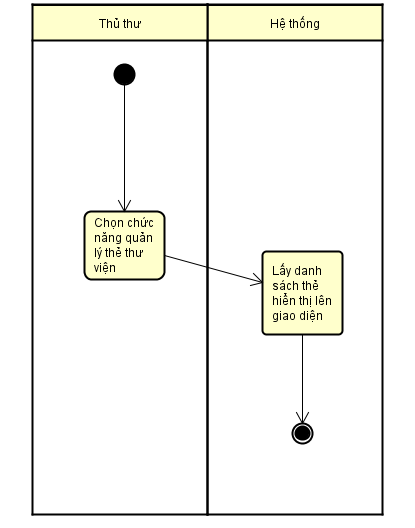 Thủ thư
Hệ thống
Chọn chức
năng quản
lý thẻ thư
viện
Lấy danh
sách thẻ
hiển thị lên
giao diện